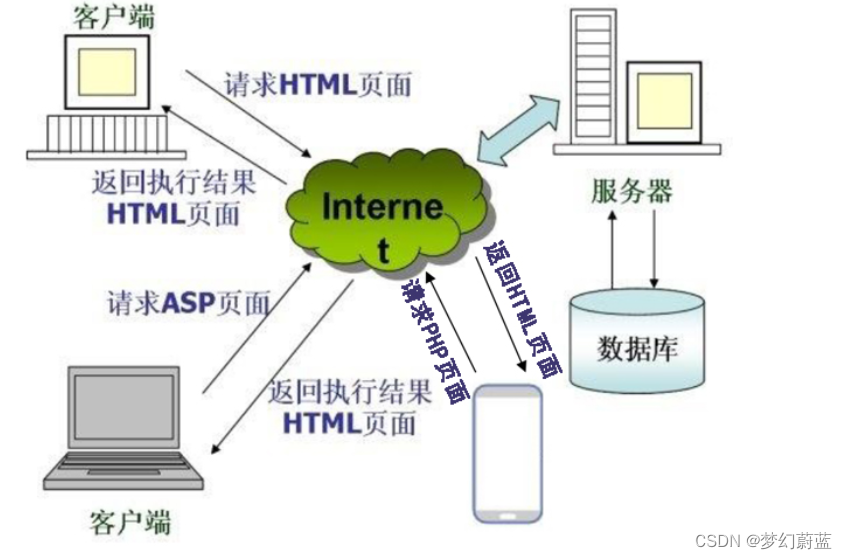 客户端
请求HTML页面
返回执行结果
HTML页面
Interne
t
服务器
请求ASP页面
返回执行结果
HTML页面
请求PHP页面
返回HTML页面
数据库
客户端
CSDN @梦幻蔚蓝